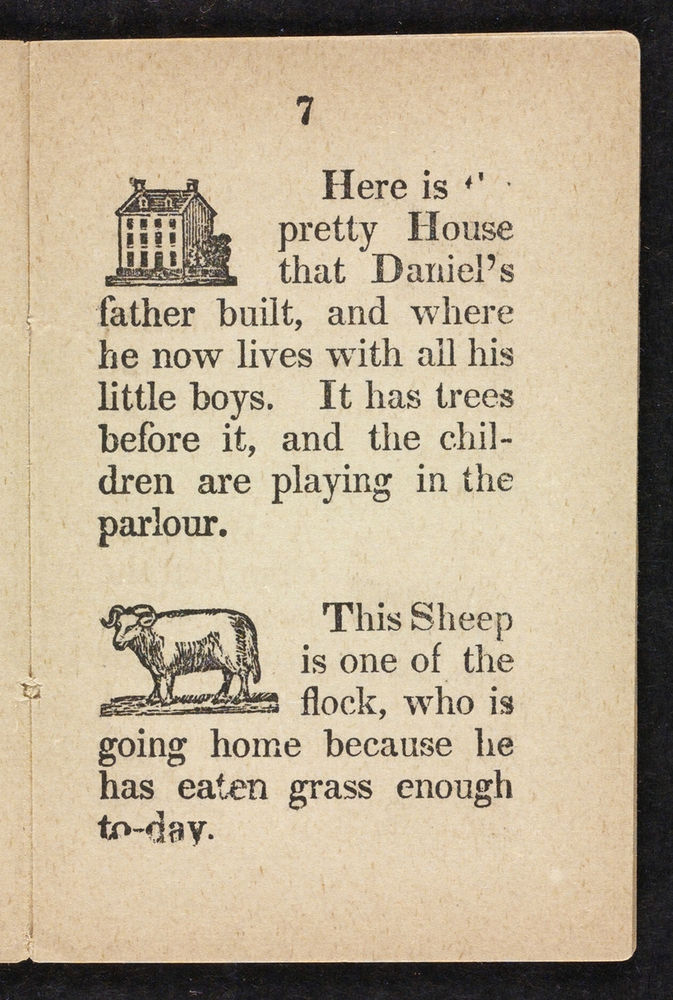 7
Here is
pretty House
that Daniel's
father built, and where
he now lives with all his
little boys. It has trees
before it, and the chil-
dren are playing in the
parlour.
This Sheep
is one of the
flock, who is
going home because he
has eaten grass enough
to-day.